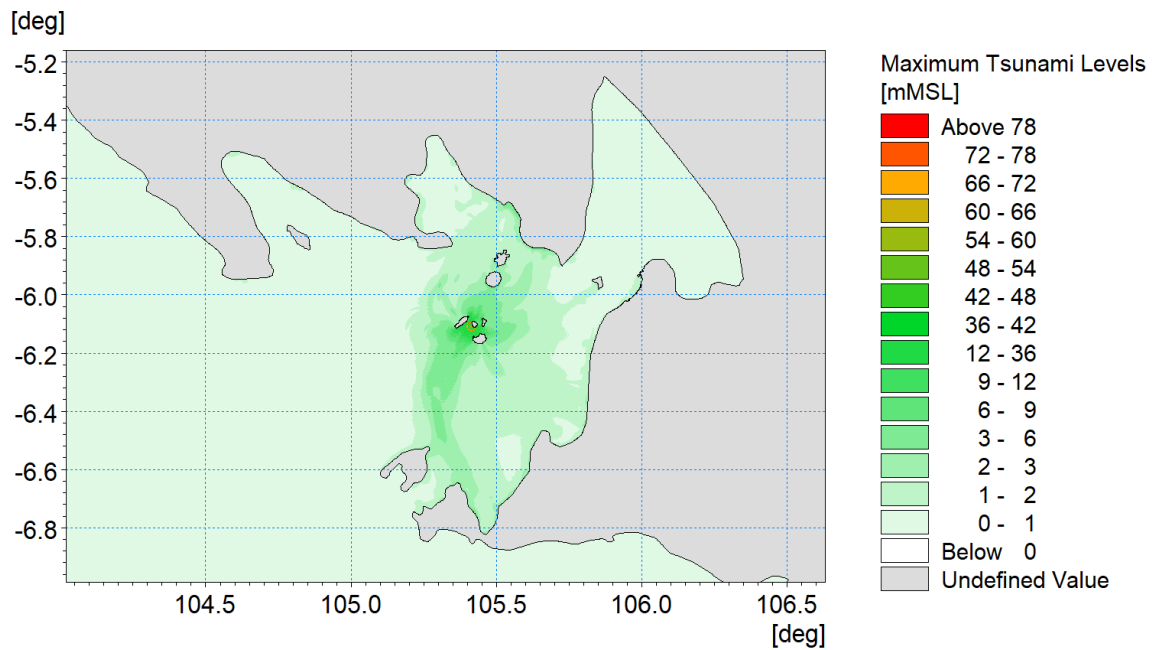 [deg]
-5.2
-5.4
-5.6
-5.8
-6.0
-6.2
-6.4
-6.6
-6.8
104.5 105.0 105.5 106.0 106.5
[deg]
Maximum Tsunami Levels
[mMSL]
Above 78
72 - 78
66 - 72
60 - 66
54 - 60
48 - 54
42 - 48
36 - 42
12 - 36
9 - 12
6 - 9
3 - 6
2 - 3
1 - 2
0 - 1
Below 0
Undefined Value